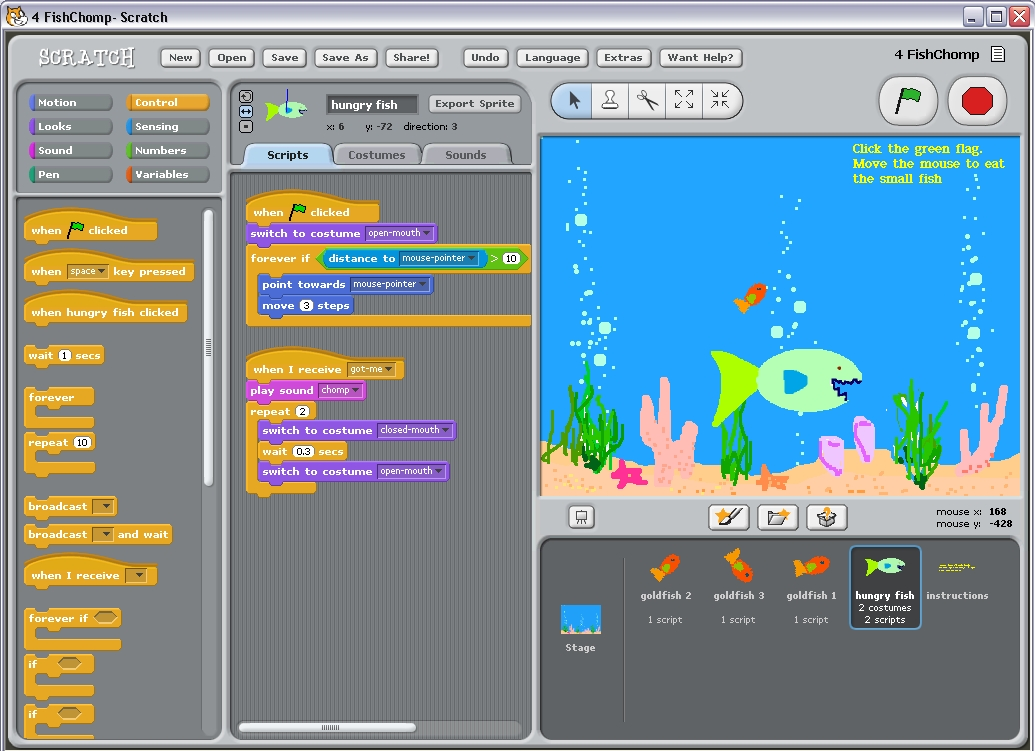 4 FishChomp- Scratch
SCRATCH
New
Open
Save
Save As
Share!
Undo
Language
Extras
Want Help?
4 FishChomp
Motion
Control
Looks
Sensing
Sound
Numbers
Pen
Variables
when clicked
when space key pressed
when hungry fish clicked
wait 1 secs
forever
repeat 10
broadcast
broadcast and wait
when I receive
forever if
if
if
hungry fish
Export Sprite
x: 6 y: -72 direction: 3
Scripts
Costumes
Sounds
when clicked
switch to costume open-mouth
forever if distance to mouse-pointer > 10
point towards mouse-pointer
move 3 steps
when I receive got-me
play sound chomp
repeat 2
switch to costume closed-mouth
wait 0.3 secs
switch to costume open-mouth
Click the green flag.
Move the mouse to eat
the small fish
mouse x: 168
mouse y: -428
Stage
goldfish 2
1 script
goldfish 3
1 script
goldfish 1
1 script
hungry fish
2 costumes
2 scripts
instructions